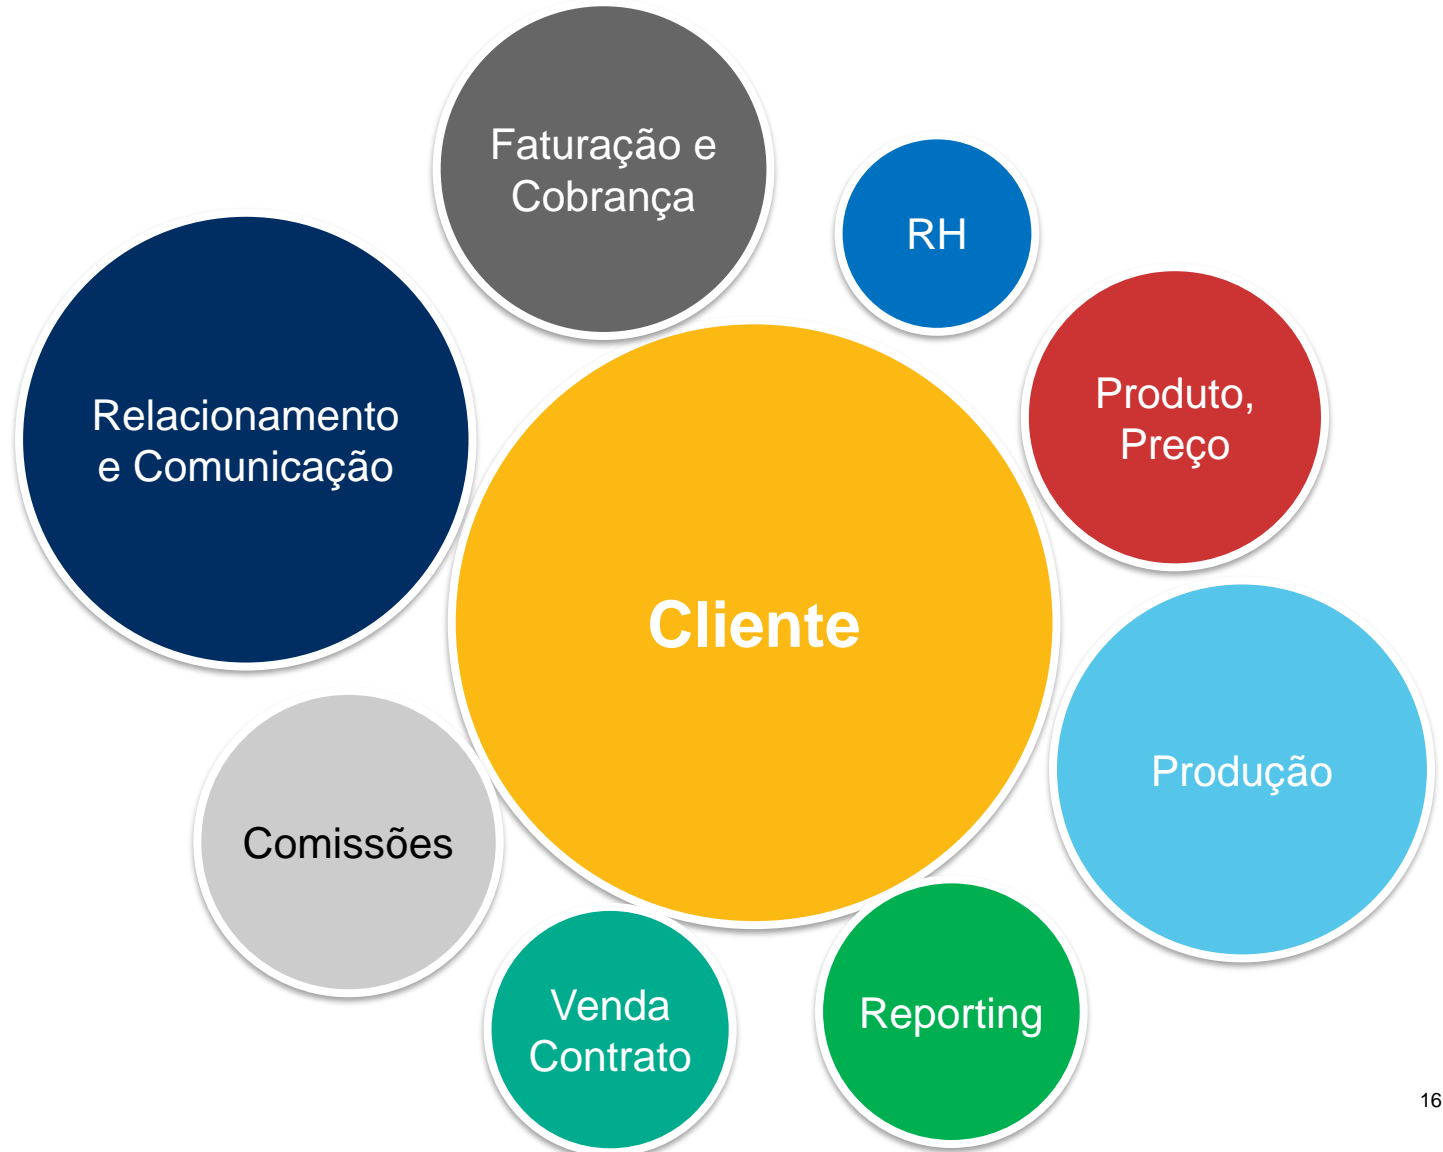 Faturação e
Cobrança
RH
Relacionamento
e Comunicação
Produto,
Preço
Cliente
Produção
Comissões
Venda
Contrato
Reporting
16